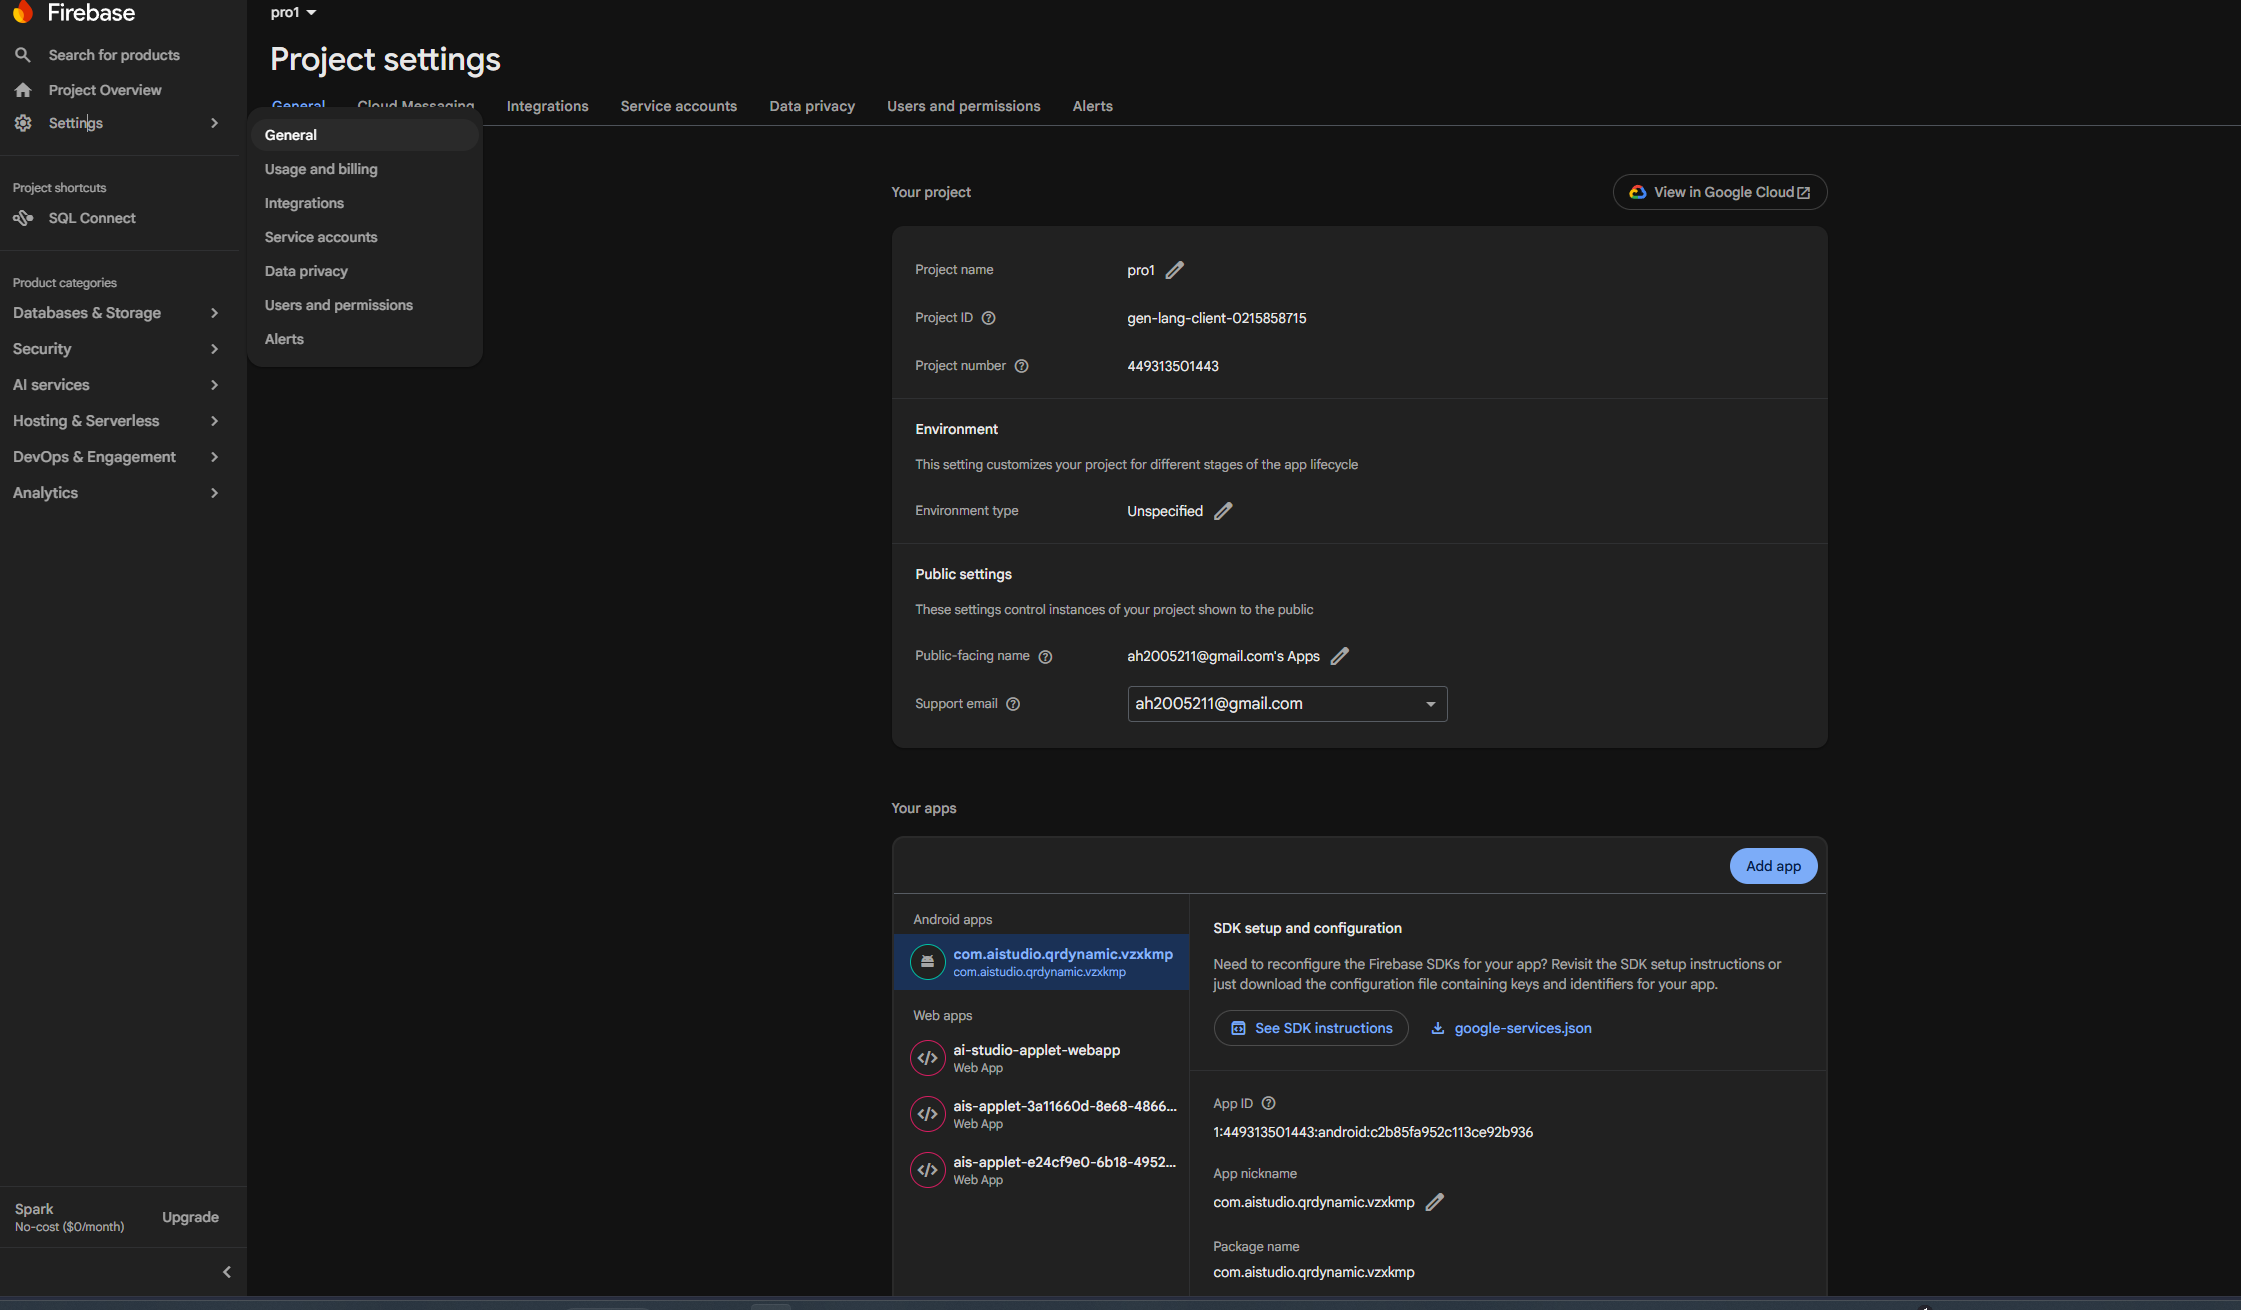 Firebase
Search for products
Project Overview
Settings
Project shortcuts
SQL Connect
Product categories
Databases & Storage
Security
AI services
Hosting & Serverless
DevOps & Engagement
Analytics
Spark
No-cost ($0/month)
Upgrade
pro1
Project settings
General Cloud Messaging Integrations Service accounts Data privacy Users and permissions Alerts
General
Usage and billing
Integrations
Service accounts
Data privacy
Users and permissions
Alerts
Your project
View in Google Cloud
Project name pro1
Project ID gen-lang-client-0215858715
Project number 449313501443
Environment
This setting customizes your project for different stages of the app lifecycle
Environment type Unspecified
Public settings
These settings control instances of your project shown to the public
Public-facing name ah2005211@gmail.com's Apps
Support email ah2005211@gmail.com
Your apps
Add app
Android apps
com.aistudio.qrdynamic.vzxkmp
com.aistudio.qrdynamic.vzxkmp
Web apps
ai-studio-applet-webapp
Web App
ais-applet-3a11660d-8e68-4866...
Web App
ais-applet-e24cf9e0-6b18-4952...
Web App
SDK setup and configuration
Need to reconfigure the Firebase SDKs for your app? Revisit the SDK setup instructions or
just download the configuration file containing keys and identifiers for your app.
See SDK instructions google-services.json
App ID
1:449313501443:android:c2b85fa952c113ce92b936
App nickname
com.aistudio.qrdynamic.vzxkmp
Package name
com.aistudio.qrdynamic.vzxkmp